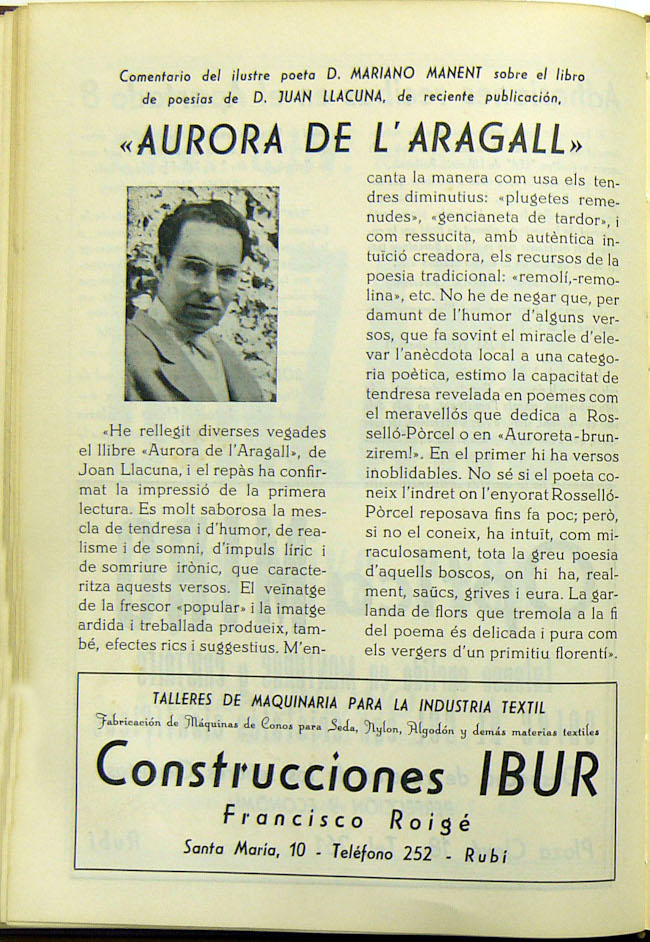 Comentario del ilustre poeta D. MARIANO MANENT sobre el libro
de poesias de D. JUAN LLACUNA, de reciente publicación,
«AURORA DE L'ARAGALL»
«He rellegit diverses vegades
el llibre «Aurora de l'Aragall», de
Joan Llacuna, i el repàs ha confir-
mat la impressió de la primera
lectura. Es molt saborosa la mes-
cla de tendresa i d'humor, de rea-
lisme i de somni, d'impuls líric i
de somriure irònic, que caracte-
ritza aquests versos. El veïnatge
de la frescor «popular» i la imatge
ardida i treballada produeix, tam-
bé, efectes rics i suggestius. M'en-
canta la manera com usa els ten-
dres diminutius: «plugetes reme-
nudes», «gencianeta de tardor», i
com ressucita, amb autèntica in-
tuïció creadora, els recursos de la
poesia tradicional: «remolí,-remo-
lina», etc. No he de negar que, per
damunt de l'humor d'alguns ver-
sos, que fa sovint el miracle d'ele-
var l'anècdota local a una catego-
ria poètica, estimo la capacitat de
tendresa revelada en poemes com
el meravellós que dedica a Ros-
selló-Pòrcel o en «Auroreta-brun-
zirem!». En el primer hi ha versos
inoblidables. No sé si el poeta co-
neix l'indret on l'enyorat Rosselló-
Pòrcel reposava fins fa poc; però,
si no el coneix, ha intuït, com mi-
raculosament, tota la greu poesia
d'aquells boscos, on hi ha, real-
ment, saücs, grives i eura. La gar-
landa de flors que tremola a la fi
del poema és delicada i pura com
els vergers d'un primitiu florentí».
TALLERES DE MAQUINARIA PARA LA INDUSTRIA TEXTIL
Fabricación de Máquinas de Conos para Seda, Nylon, Algodón y demás materias textiles
Construcciones IBUR
Francisco Roigé
Santa María, 10 - Teléfono 252 - Rubí